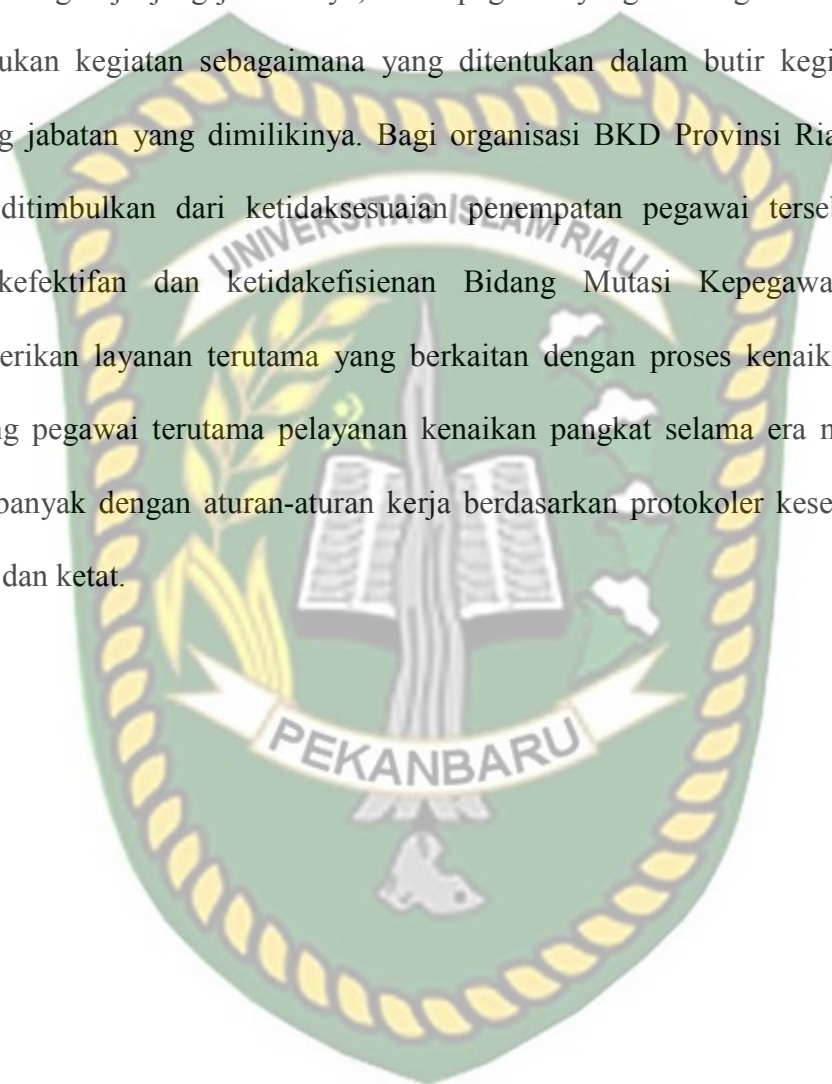 ukan kegiatan sebagaimana yang ditentukan dalam butir kegi
g jabatan yang dimilikinya. Bagi organisasi BKD Provinsi Ria
ditimbulkan dari ketidaksesuaian penempatan pegawai terseb
kefektifan dan ketidakefisienan Bidang Mutasi Kepegawa
erikan layanan terutama yang berkaitan dengan proses kenaik
ng pegawai terutama pelayanan kenaikan pangkat selama era n
banyak dengan aturan-aturan kerja berdasarkan protokoler kese
dan ketat.
UNIVERSITAS ISLAM RIAU
PEKANBARU